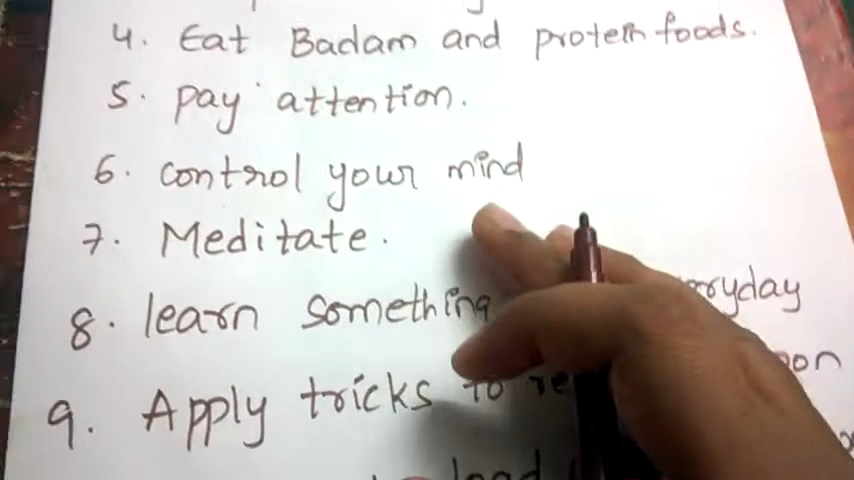 4. Eat Badam and protein foods.
5. pay attention.
6. control your mind
7. Meditate.
8. learn something
9. Apply tricks to